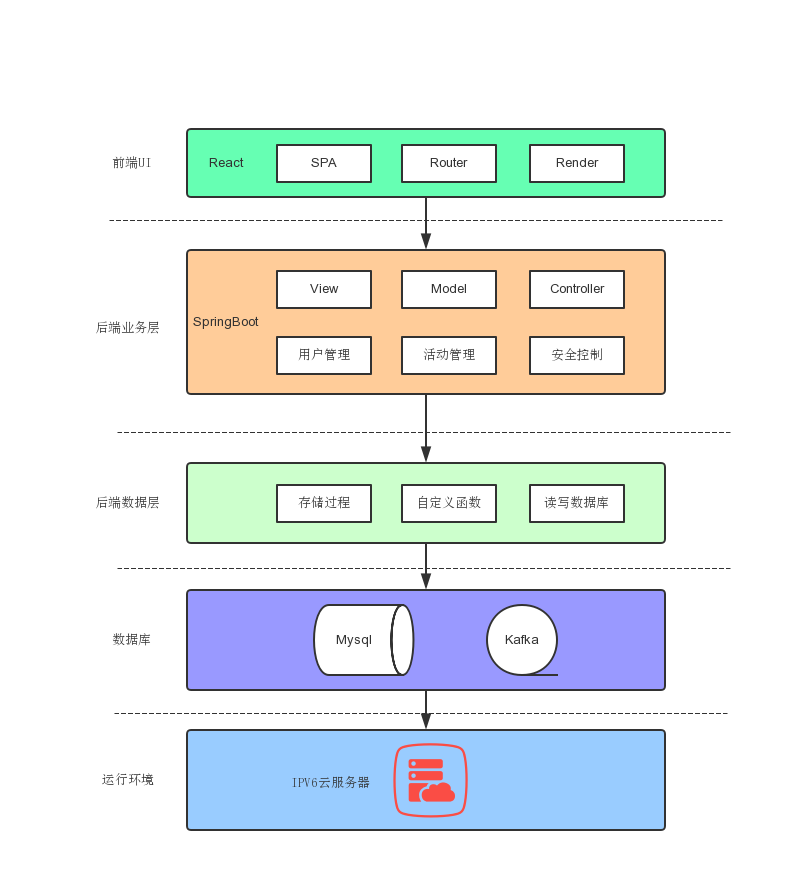 前端UI
React
SPA
Router
Render
后端业务层
SpringBoot
View
Model
Controller
用户管理
活动管理
安全控制
后端数据层
存储过程
自定义函数
读写数据库
数据库
Mysql
Kafka
运行环境
IPV6云服务器